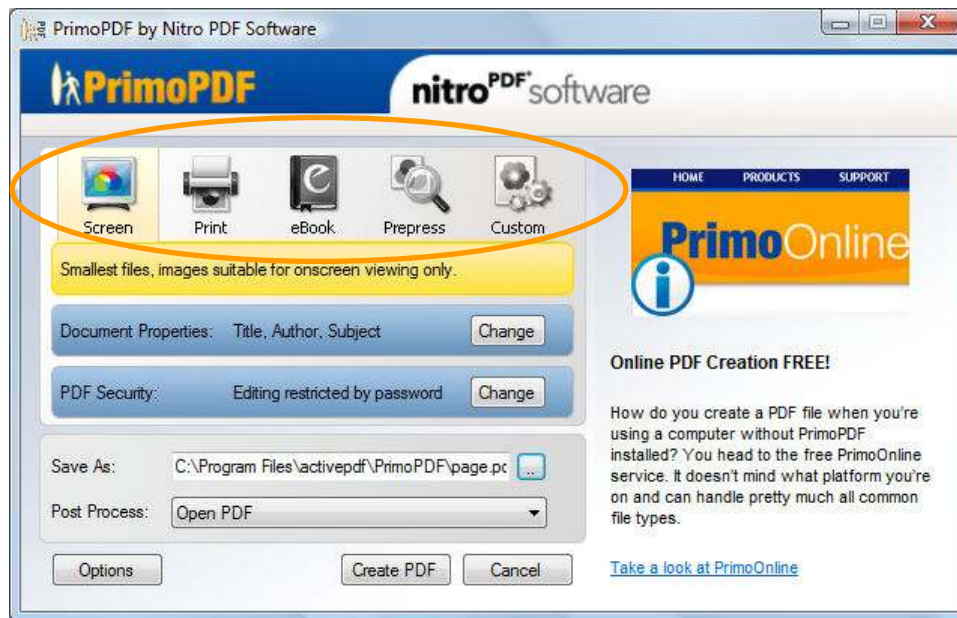 PrimoPDF by Nitro PDF Software
PrimoPDF
nitroPDF® software
Screen Print eBook Prepress Custom
Smallest files, images suitable for onscreen viewing only.
Document Properties: Title, Author, Subject Change
PDF Security: Editing restricted by password Change
Save As: C:\Program Files\activepdf\PrimoPDF\page.pc ..
Post Process: Open PDF
Options Create PDF Cancel
HOME PRODUCTS SUPPORT
PrimoOnline
Online PDF Creation FREE!
How do you create a PDF file when you're
using a computer without PrimoPDF
installed? You head to the free PrimoOnline
service. It doesn't mind what platform you're
on and can handle pretty much all common
file types.
Take a look at PrimoOnline